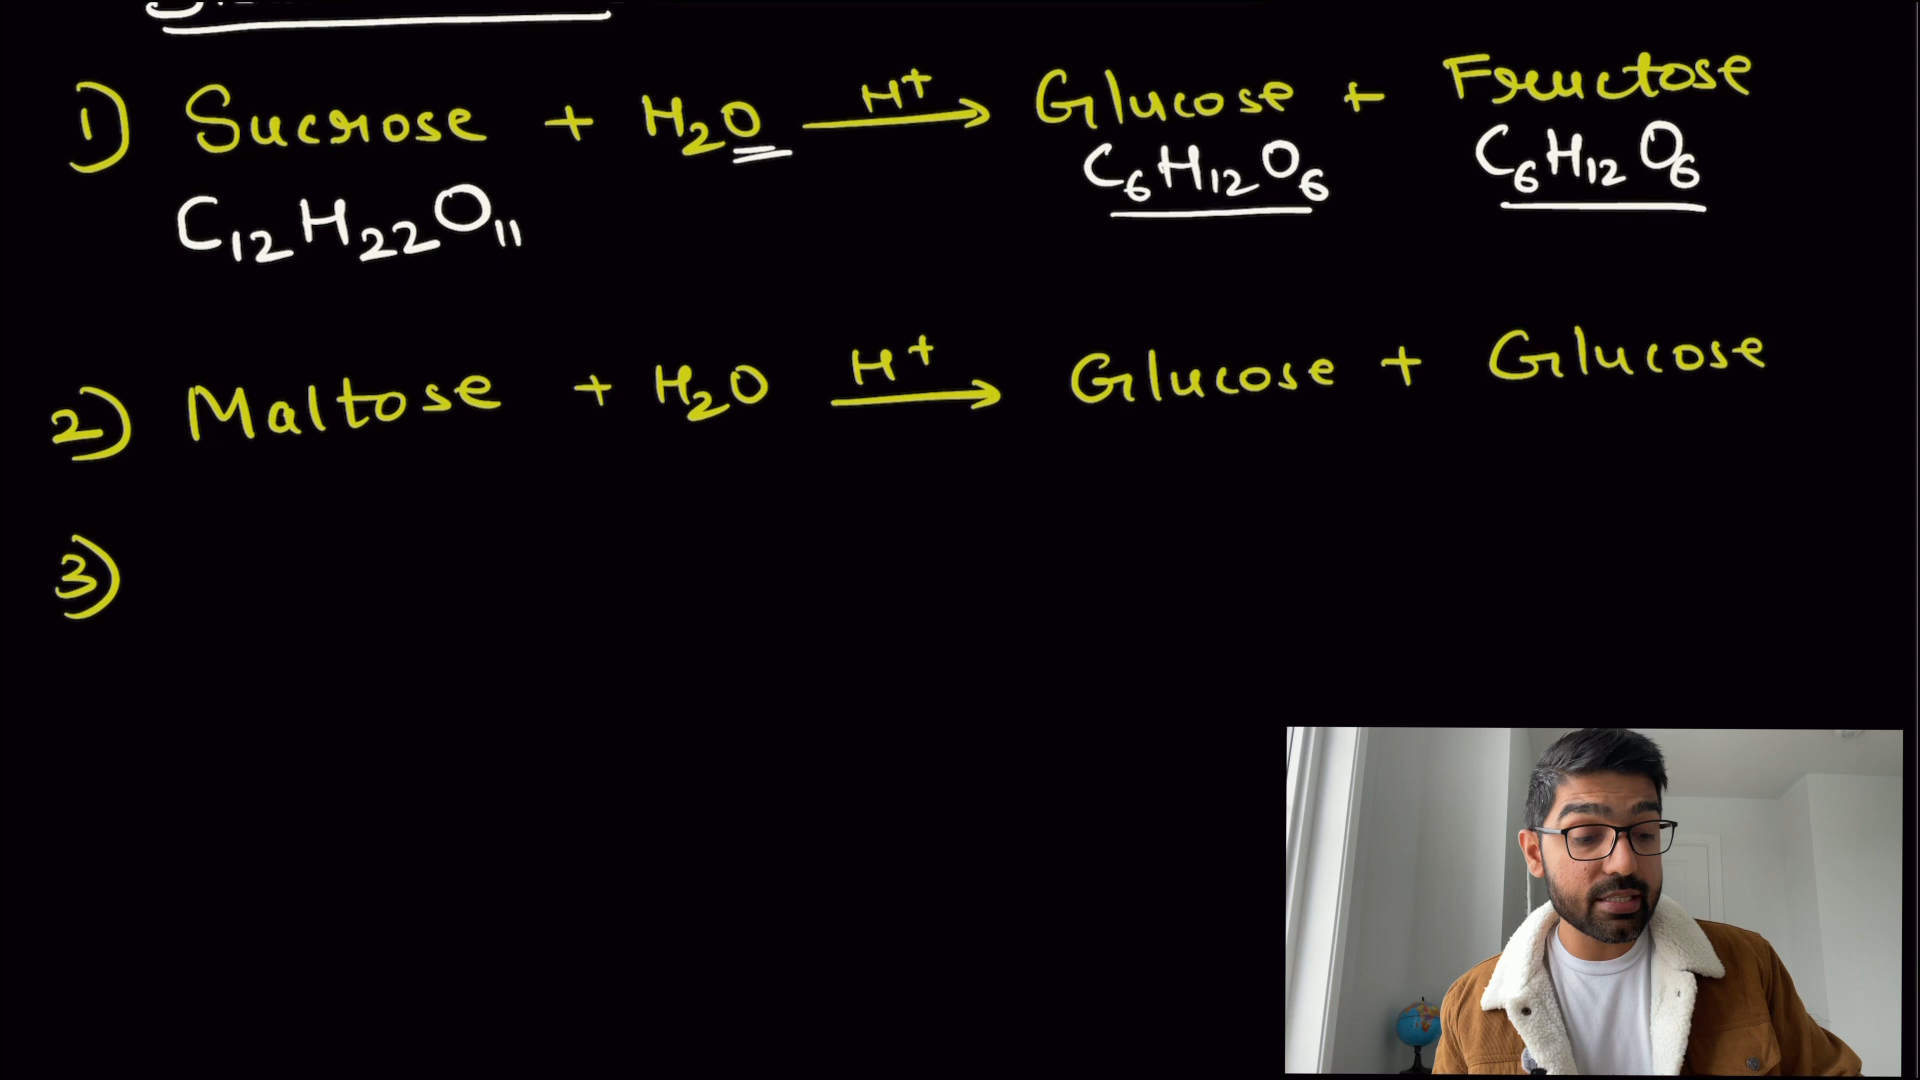 1) Sucrose + H₂O —H⁺→ Glucose + Fructose
C₁₂H₂₂O₁₁ C₆H₁₂O₆ C₆H₁₂O₆
2) Maltose + H₂O —H⁺→ Glucose + Glucose
3)